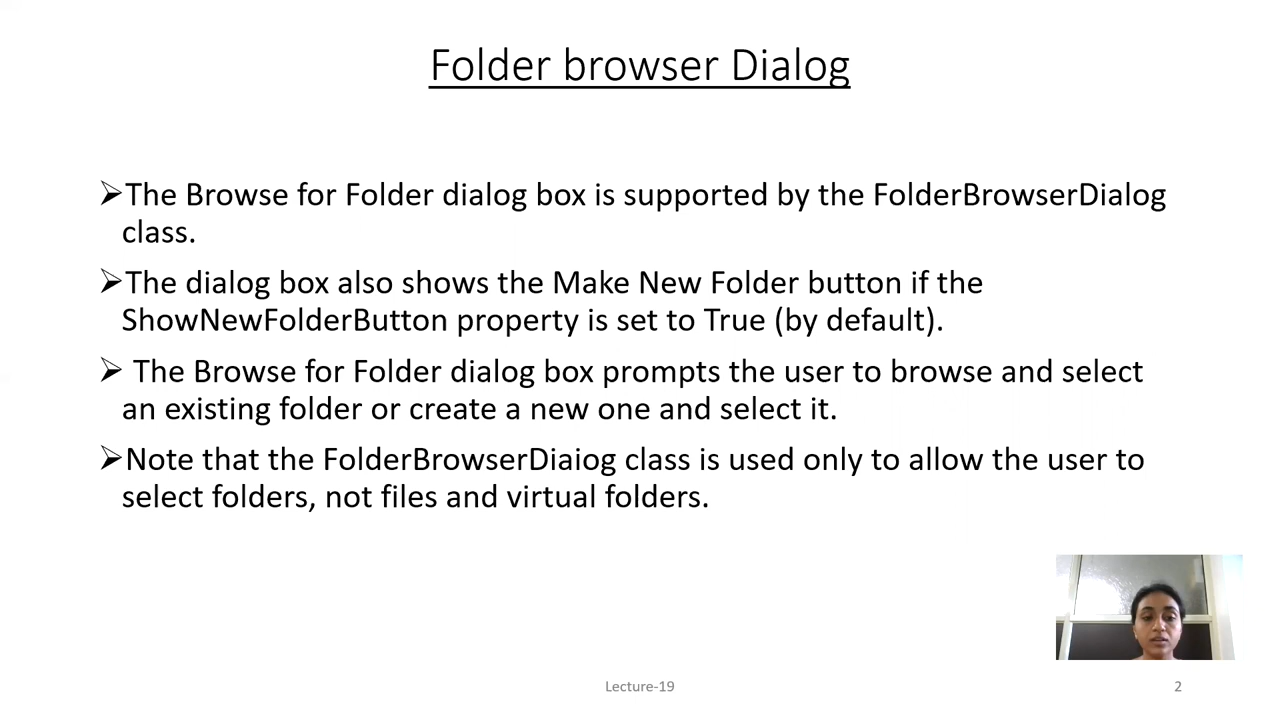 Folder browser Dialog
➢The Browse for Folder dialog box is supported by the FolderBrowserDialog
class.
➢The dialog box also shows the Make New Folder button if the
ShowNewFolderButton property is set to True (by default).
➢ The Browse for Folder dialog box prompts the user to browse and select
an existing folder or create a new one and select it.
➢Note that the FolderBrowserDiaiog class is used only to allow the user to
select folders, not files and virtual folders.
Lecture-19
2